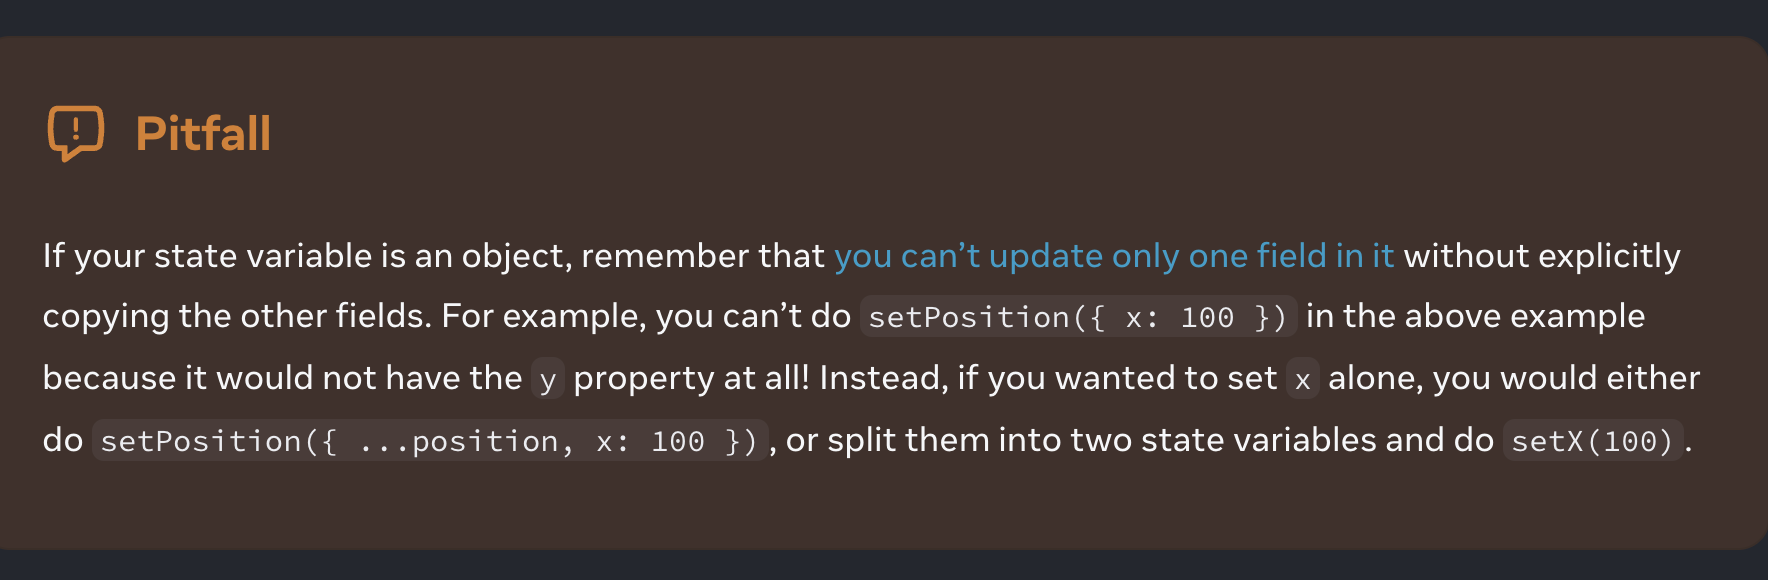 Pitfall
If your state variable is an object, remember that you can’t update only one field in it without explicitly
copying the other fields. For example, you can’t do setPosition({ x: 100 }) in the above example
because it would not have the y property at all! Instead, if you wanted to set x alone, you would either
do setPosition({ ...position, x: 100 }), or split them into two state variables and do setX(100).